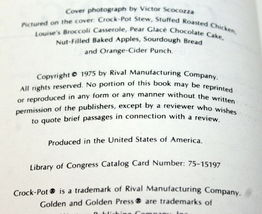 Cover photograph by Victor Scocozza
Pictured on the cover: Crock-Pot Stew, Stuffed Roasted Chicken,
Louise's Broccoli Casserole, Pear Glacé Chocolate Cake,
Nut-Filled Baked Apples, Sourdough Bread
and Orange-Cider Punch.
Copyright © 1975 by Rival Manufacturing Company.
All rights reserved. No portion of this book may be reprinted
or reproduced in any form or any manner without the written
permission of the publishers, except by a reviewer who wishes
to quote brief passages in connection with a review.
Produced in the United States of America.
Library of Congress Catalog Card Number: 75-15197
Crock-Pot® is a trademark of Rival Manufacturing Company.
Golden and Golden Press® are trademarks of
Publishing Company, Inc.